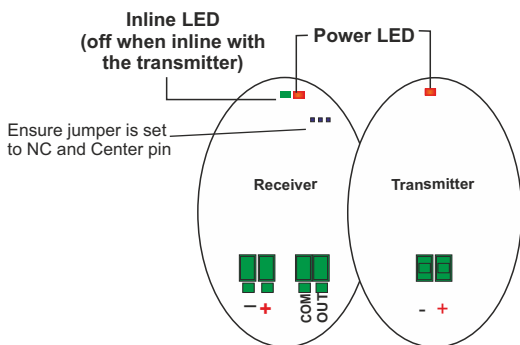 Inline LED
(off when inline with
the transmitter)
Power LED
Ensure jumper is set
to NC and Center pin
Receiver
Transmitter
– +
COM
OUT
- +